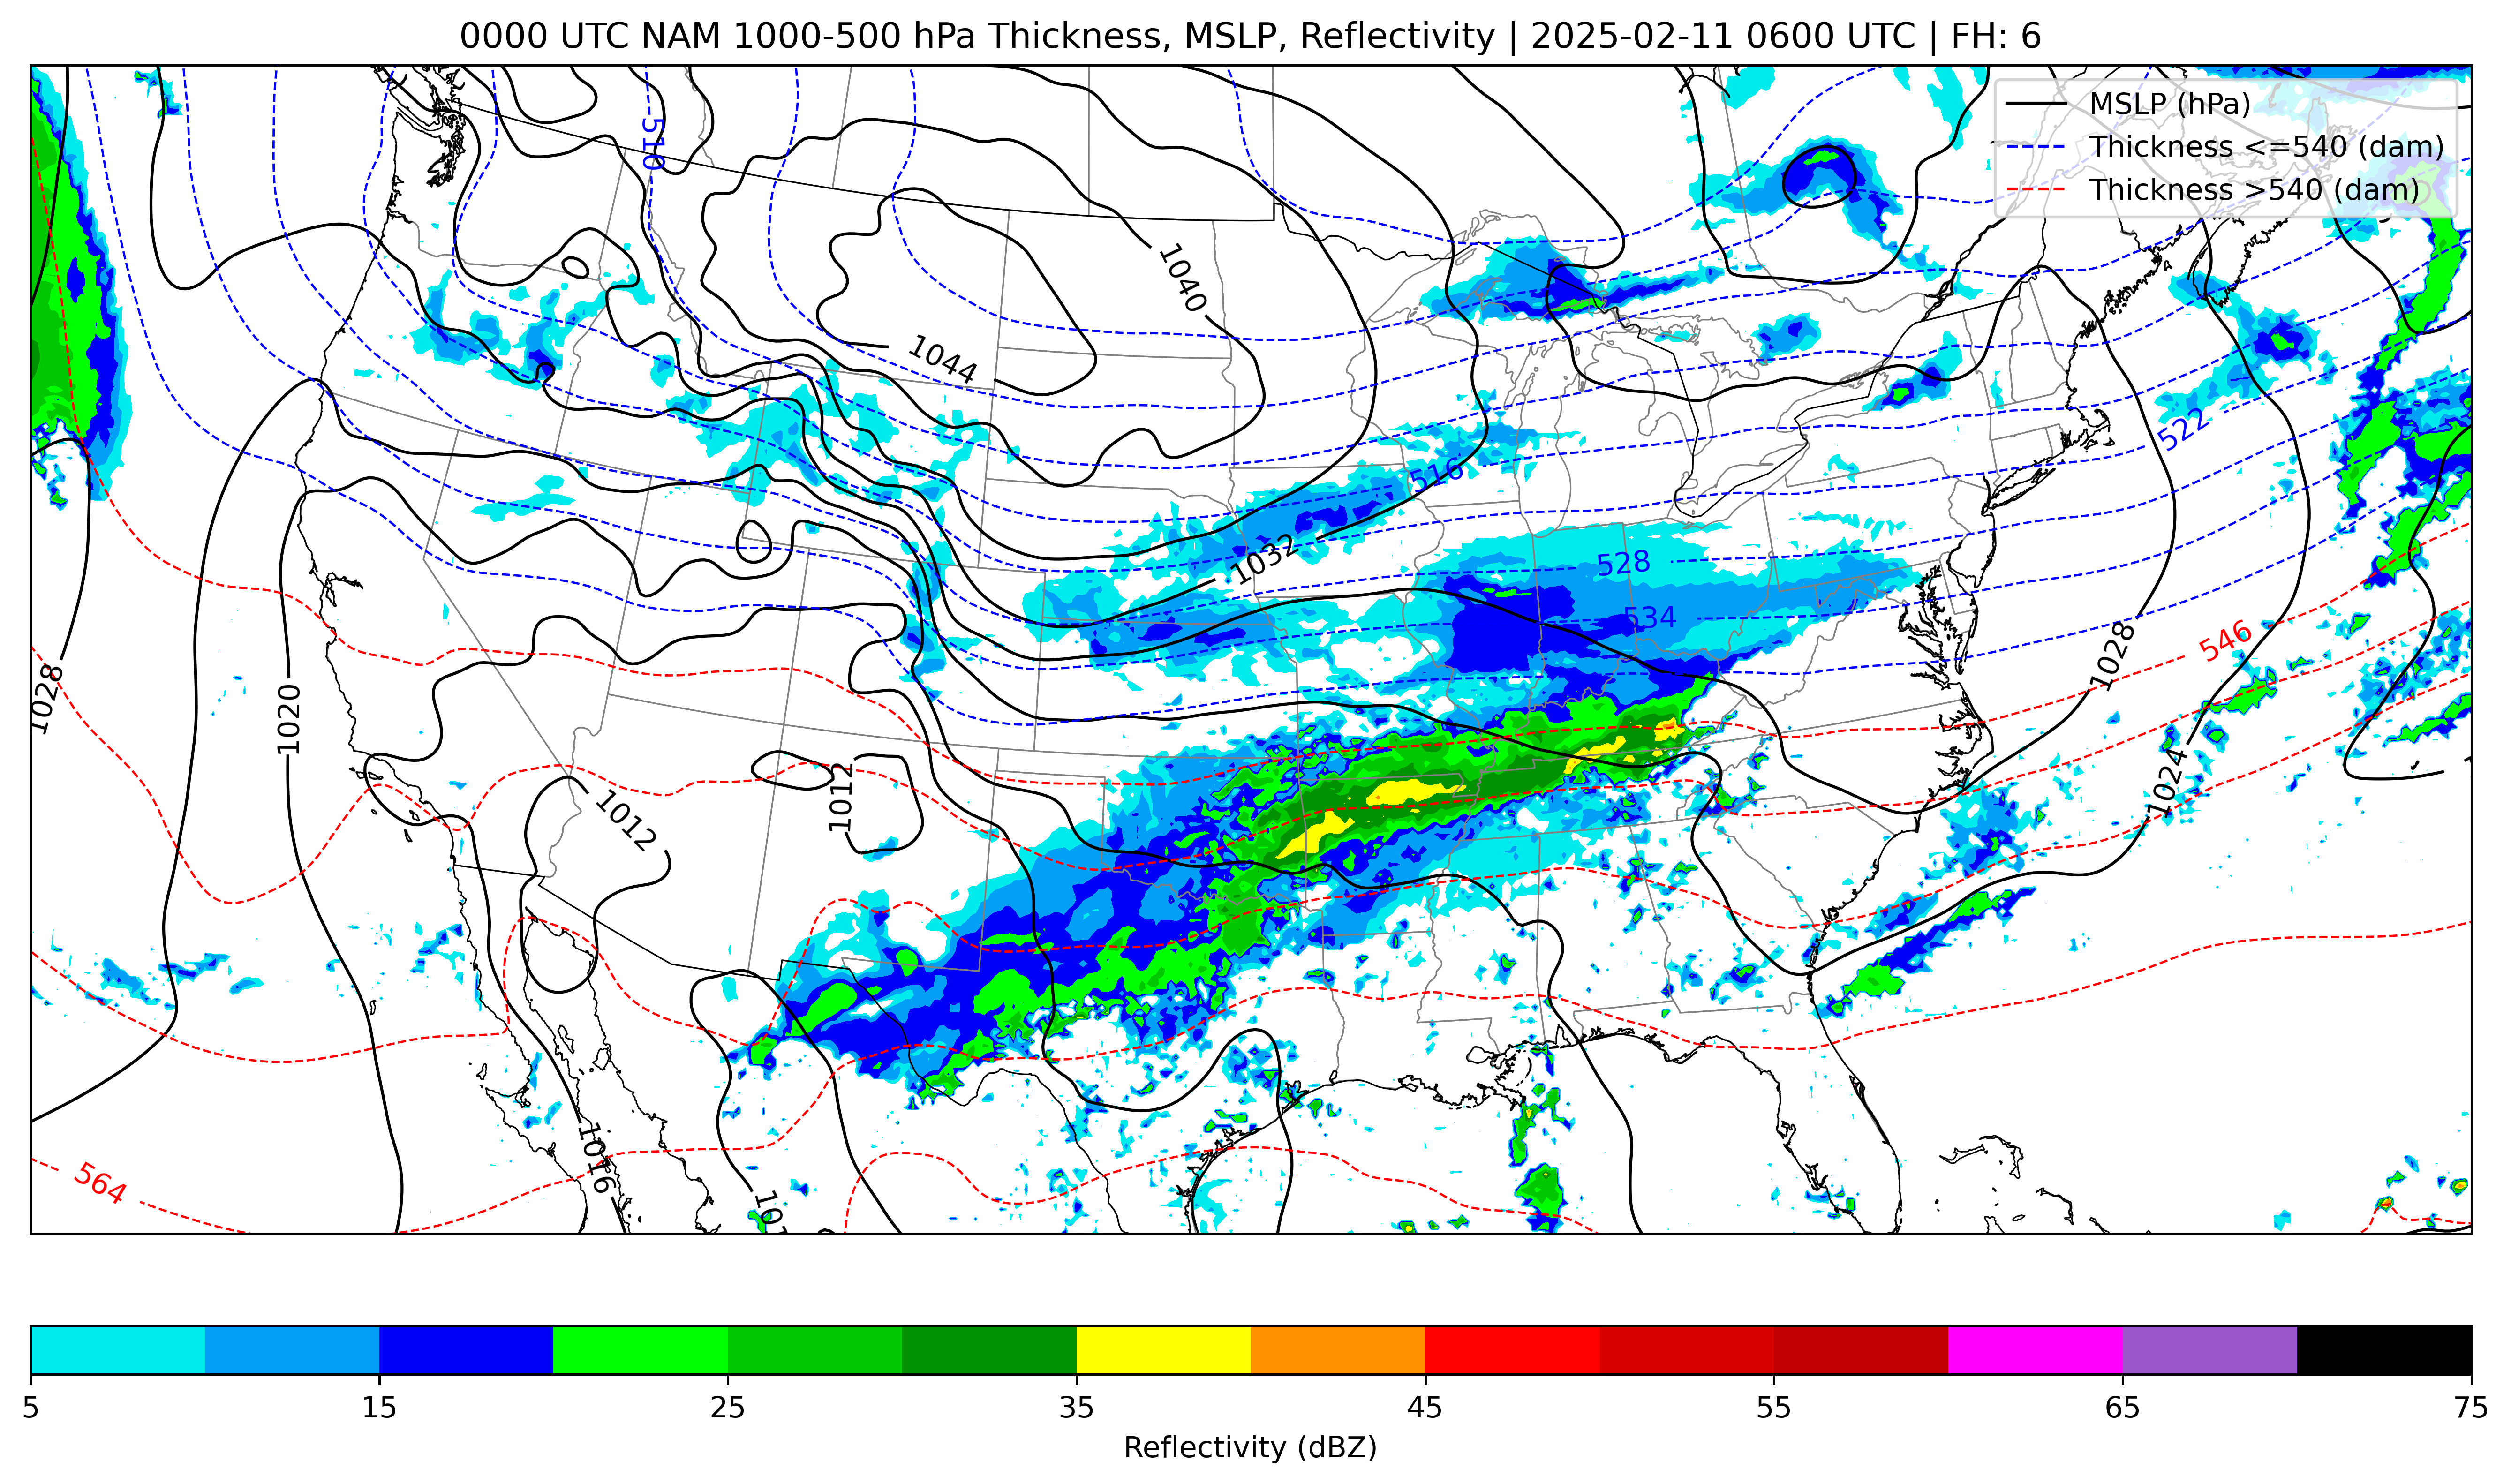 0000 UTC NAM 1000-500 hPa Thickness, MSLP, Reflectivity | 2025-02-11 0600 UTC | FH: 6
MSLP (hPa)
Thickness <=540 (dam)
Thickness >540 (dam)
510
1040
1044
516
522
1032
528
534
546
1028
1028
1020
1024
1012
1012
1016
564
5 15 25 35 45 55 65 75
Reflectivity (dBZ)